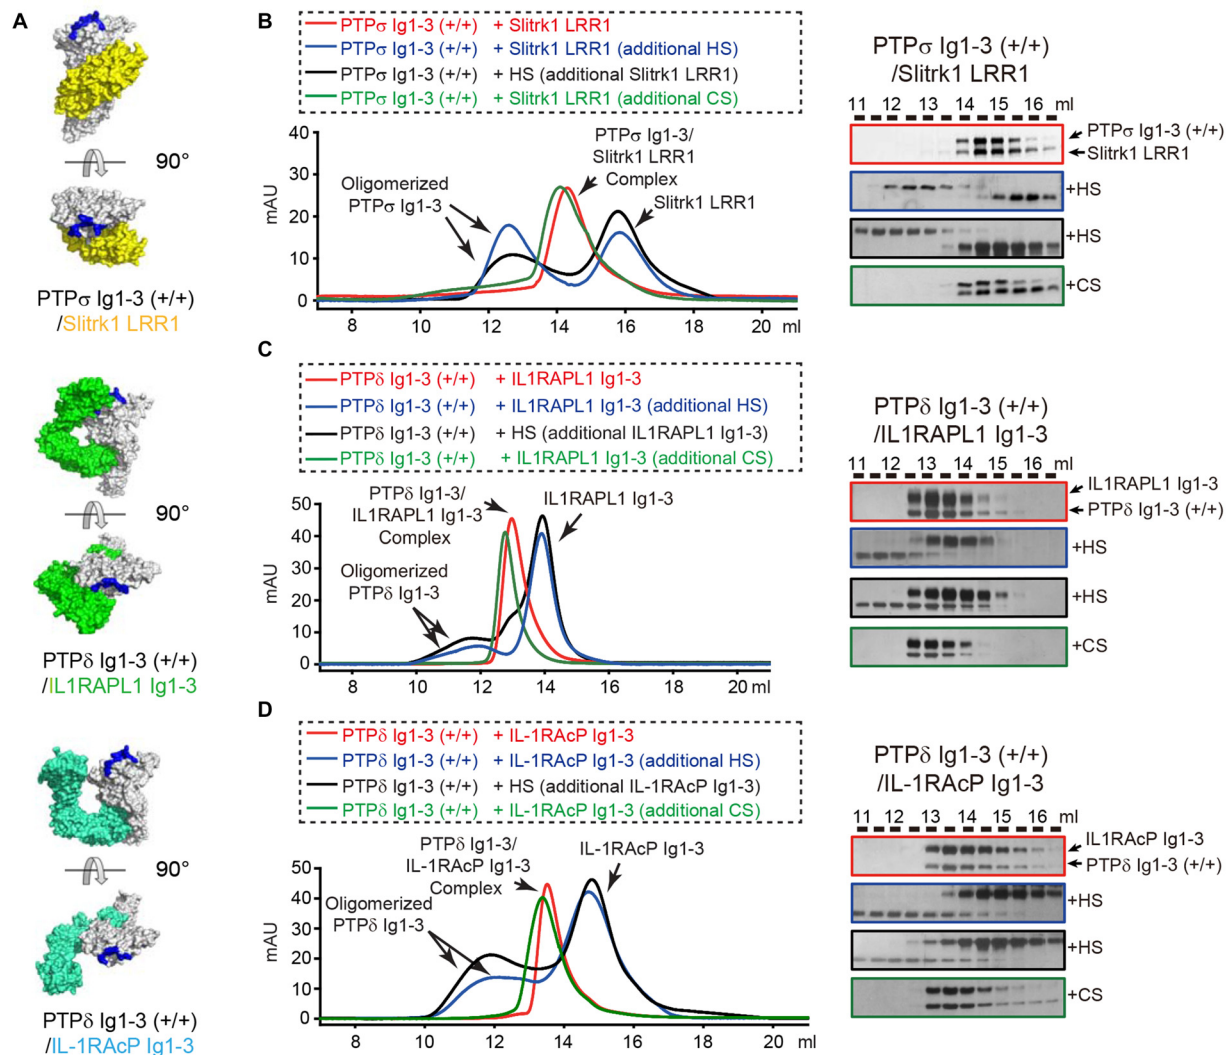 A
90°
PTPσ Ig1-3 (+/+)
/Slitrk1 LRR1
90°
PTPδ Ig1-3 (+/+)
/IL1RAPL1 Ig1-3
90°
PTPδ Ig1-3 (+/+)
/IL-1RAcP Ig1-3
B
PTPσ Ig1-3 (+/+) + Slitrk1 LRR1
PTPσ Ig1-3 (+/+) + Slitrk1 LRR1 (additional HS)
PTPσ Ig1-3 (+/+) + HS (additional Slitrk1 LRR1)
PTPσ Ig1-3 (+/+) + Slitrk1 LRR1 (additional CS)
40
30
20
10
0
mAU
Oligomerized
PTPσ Ig1-3
PTPσ Ig1-3/
Slitrk1 LRR1
Complex
Slitrk1 LRR1
8 10 12 14 16 18 20 ml
PTPσ Ig1-3 (+/+)
/Slitrk1 LRR1
11 12 13 14 15 16 ml
PTPσ Ig1-3 (+/+)
Slitrk1 LRR1
+HS
+HS
+CS
C
PTPδ Ig1-3 (+/+) + IL1RAPL1 Ig1-3
PTPδ Ig1-3 (+/+) + IL1RAPL1 Ig1-3 (additional HS)
PTPδ Ig1-3 (+/+) + HS (additional IL1RAPL1 Ig1-3)
PTPδ Ig1-3 (+/+) + IL1RAPL1 Ig1-3 (additional CS)
50
40
30
20
10
0
mAU
PTPδ Ig1-3/
IL1RAPL1 Ig1-3
Complex
IL1RAPL1 Ig1-3
Oligomerized
PTPδ Ig1-3
8 10 12 14 16 18 20 ml
PTPδ Ig1-3 (+/+)
/IL1RAPL1 Ig1-3
11 12 13 14 15 ml
IL1RAPL1 Ig1-3
PTPδ Ig1-3 (+/+)
+HS
+HS
+CS
D
PTPδ Ig1-3 (+/+) + IL-1RAcP Ig1-3
PTPδ Ig1-3 (+/+) + IL-1RAcP Ig1-3 (additional HS)
PTPδ Ig1-3 (+/+) + HS (additional IL-1RAcP Ig1-3)
PTPδ Ig1-3 (+/+) + IL-1RAcP Ig1-3 (additional CS)
50
40
30
20
10
0
mAU
PTPδ Ig1-3/
IL-1RAcP Ig1-3
Complex
IL-1RAcP Ig1-3
Oligomerized
PTPδ Ig1-3
8 10 12 14 16 18 20 ml
PTPδ Ig1-3 (+/+)
/IL-1RAcP Ig1-3
11 12 13 14 15 16 ml
IL1RAcP Ig1-3
PTPδ Ig1-3 (+/+)
+HS
+HS
+CS